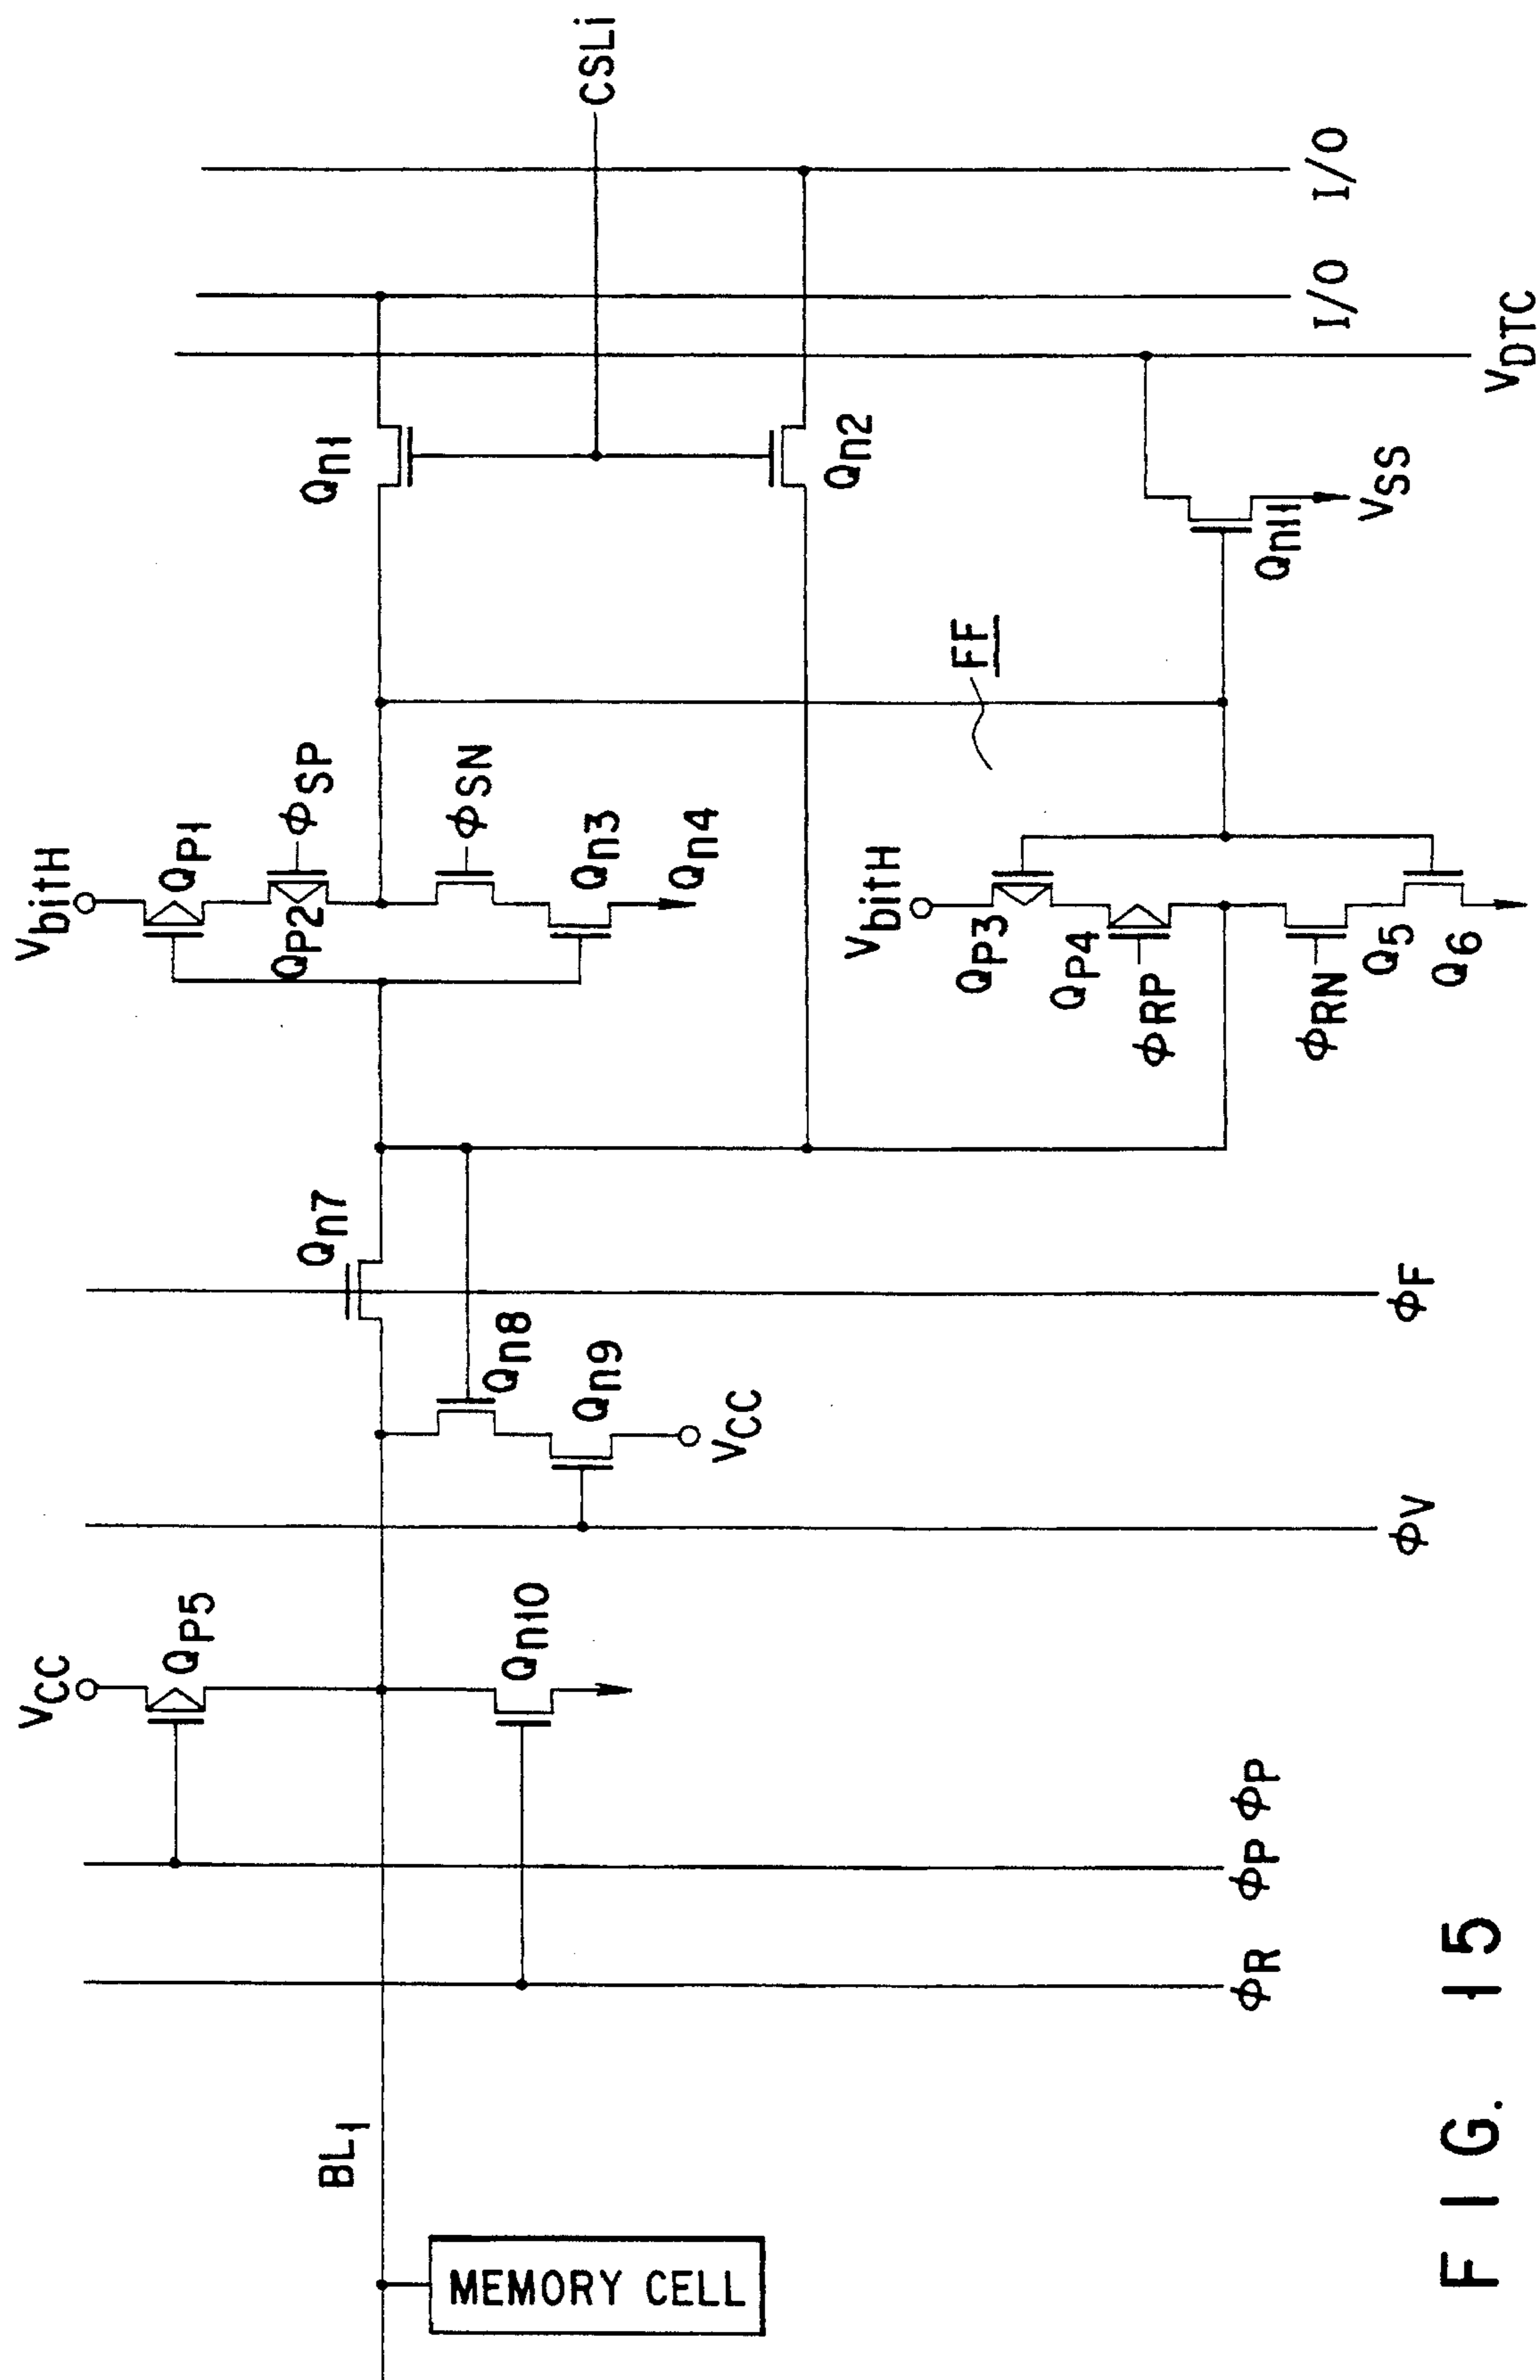 MEMORY CELL
BL1
φR
φP
φP
VCC
QP5
Qn10
φV
Qn9
VCC
Qn8
φF
Qn7
VbitH
QP1
QP2
φSP
φSN
Qn3
Qn4
VbitH
QP3
QP4
φRP
φRN
Q5
Q6
FF
Qn1
Qn2
Qn11
VSS
VDTC
I/O
I/O
CSLi
FIG. 15